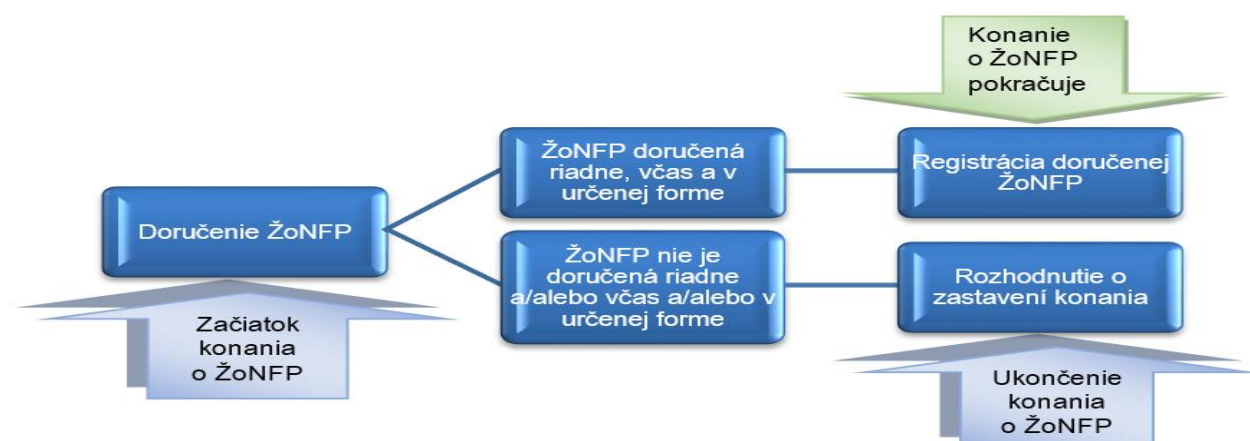 Konanie
o ŽoNFP
pokračuje
ŽoNFP doručená
riadne, včas a v
určenej forme
Registrácia doručenej
ŽoNFP
Doručenie ŽoNFP
ŽoNFP nie je
doručená riadne
a/alebo včas a/alebo v
určenej forme
Rozhodnutie o
zastavení konania
Začiatok
konania
o ŽoNFP
Ukončenie
konania
o ŽoNFP